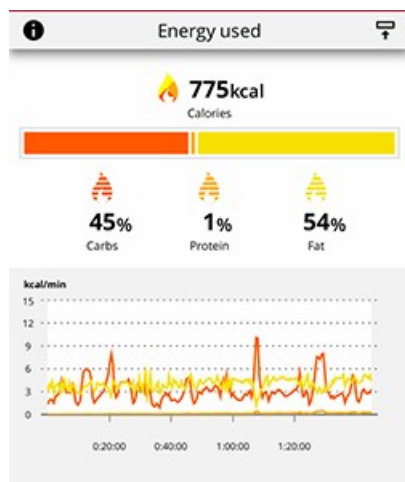 Energy used
775kcal
Calories
45% 1% 54%
Carbs Protein Fat
kcal/min
15
12
9
6
3
0
0:20:00 0:40:00 1:00:00 1:20:00